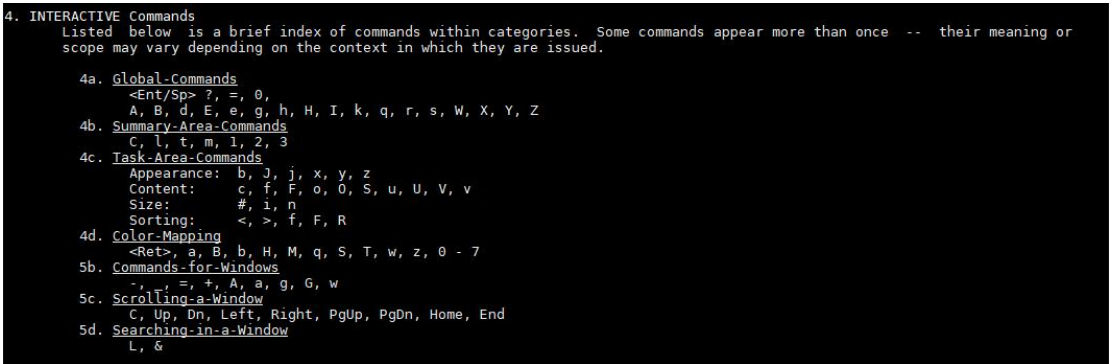 4. INTERACTIVE Commands
Listed below is a brief index of commands within categories. Some commands appear more than once -- their meaning or
scope may vary depending on the context in which they are issued.
4a. Global-Commands
<Ent/Sp> ?, =, 0,
A, B, d, E, e, g, h, H, I, k, q, r, s, W, X, Y, Z
4b. Summary-Area-Commands
C, l, t, m, 1, 2, 3
4c. Task-Area-Commands
Appearance: b, J, j, x, y, z
Content: c, f, F, o, O, S, u, U, V, v
Size: #, i, n
Sorting: <, >, f, F, R
4d. Color-Mapping
<Ret>, a, B, b, H, M, q, S, T, w, z, 0 - 7
5b. Commands-for-Windows
-, _, =, +, A, a, g, G, w
5c. Scrolling-a-Window
C, Up, Dn, Left, Right, PgUp, PgDn, Home, End
5d. Searching-in-a-Window
L, &